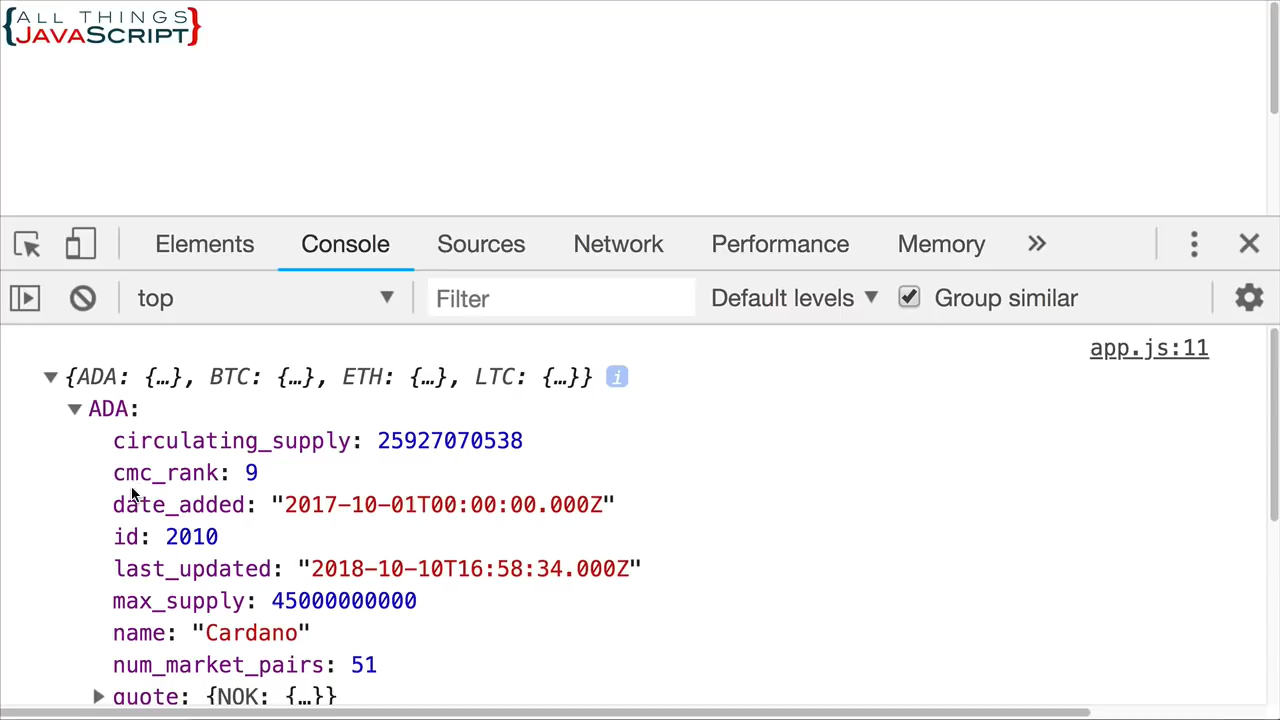 {ALL THINGS
JAVASCRIPT}
Elements Console Sources Network Performance Memory »
top ▼ Filter Default levels ▼ Group similar
app.js:11
▼ {ADA: {…}, BTC: {…}, ETH: {…}, LTC: {…}} i
▼ ADA:
circulating_supply: 25927070538
cmc_rank: 9
date_added: "2017-10-01T00:00:00.000Z"
id: 2010
last_updated: "2018-10-10T16:58:34.000Z"
max_supply: 45000000000
name: "Cardano"
num_market_pairs: 51
▶ quote: {NOK: {…}}